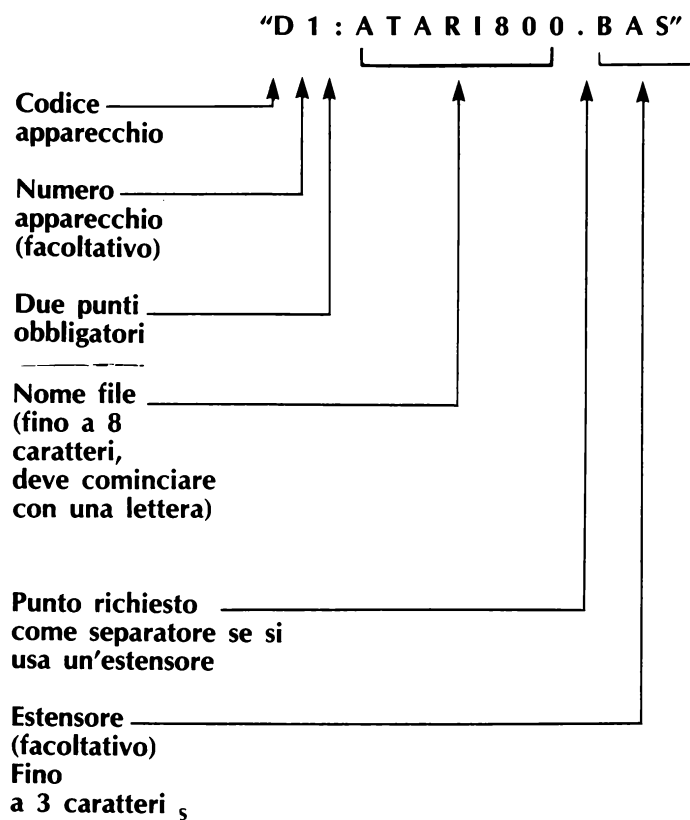 “D1:ATARI800.BAS”
Codice
apparecchio
Numero
apparecchio
(facoltativo)
Due punti
obbligatori
Nome file
(fino a 8
caratteri,
deve cominciare
con una lettera)
Punto richiesto
come separatore se si
usa un'estensore
Estensore
(facoltativo)
Fino
a 3 caratteri s